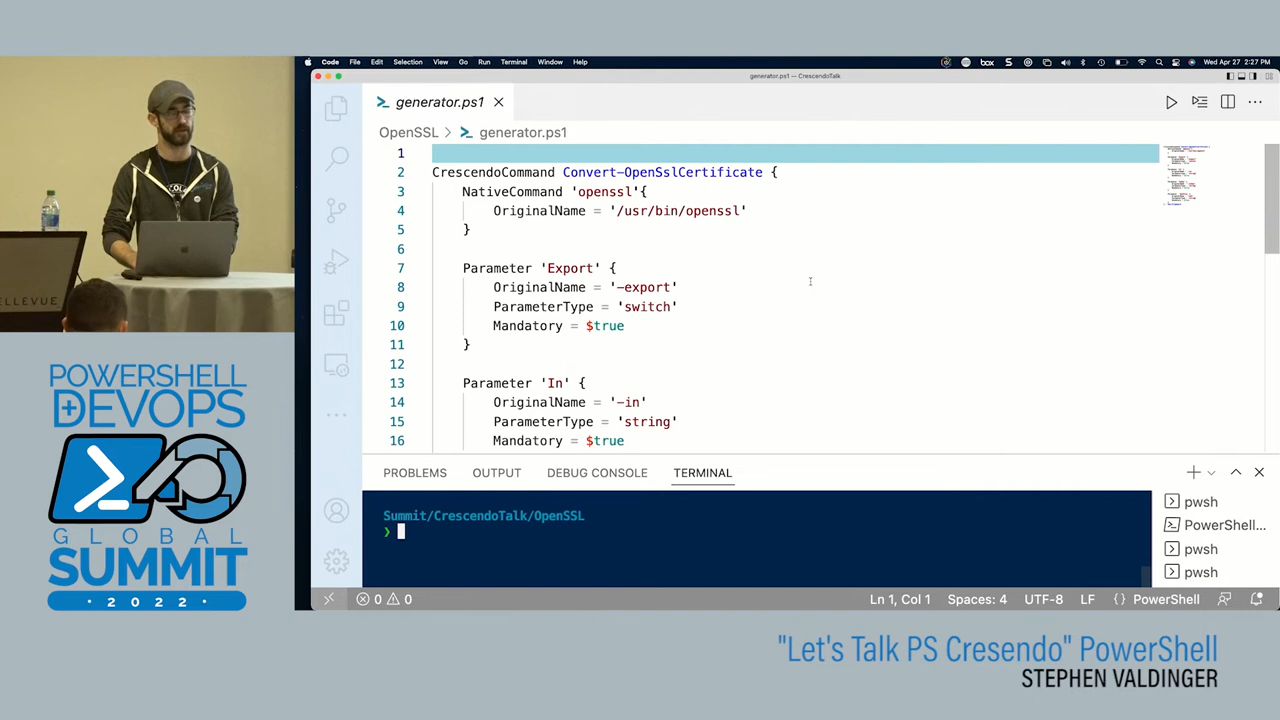 Code File Edit Selection View Go Run Terminal Window Help
box
S
Wed Apr 27 2:27 PM
generator.ps1 — CrescendoTalk
generator.ps1
OpenSSL > generator.ps1
1
2 CrescendoCommand Convert-OpenSslCertificate {
3 NativeCommand 'openssl'{
4 OriginalName = '/usr/bin/openssl'
5 }
6
7 Parameter 'Export' {
8 OriginalName = '-export'
9 ParameterType = 'switch'
10 Mandatory = $true
11 }
12
13 Parameter 'In' {
14 OriginalName = '-in'
15 ParameterType = 'string'
16 Mandatory = $true
PROBLEMS OUTPUT DEBUG CONSOLE TERMINAL
Summit/CrescendoTalk/OpenSSL
❯
pwsh
PowerShell...
pwsh
pwsh
0 0
Ln 1, Col 1 Spaces: 4 UTF-8 LF {} PowerShell
ELLEVUE
POWERSHELL
DEVOPS
GLOBAL
SUMMIT
· 2022 ·
"Let's Talk PS Cresendo" PowerShell
STEPHEN VALDINGER